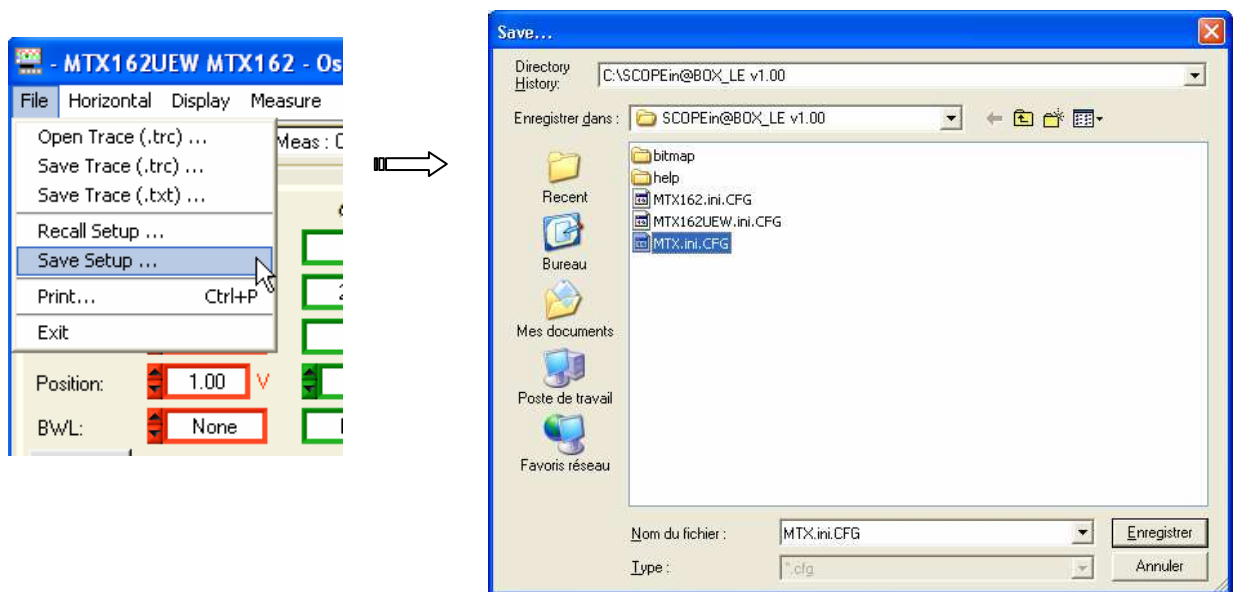 - MTX162UEW MTX162 - Os
File Horizontal Display Measure
Open Trace (.trc) ...
Meas : 
Save Trace (.trc) ...
Save Trace (.txt) ...
Recall Setup ...
Save Setup ...
Print... Ctrl+P
Exit
Position: 1.00 V
BWL: None
Save...
Directory History: C:\SCOPEin@BOX_LE v1.00
Enregistrer dans : SCOPEin@BOX_LE v1.00
bitmap
help
MTX162.ini.CFG
MTX162UEW.ini.CFG
MTX.ini.CFG
Recent
Bureau
Mes documents
Poste de travail
Favoris réseau
Nom du fichier : MTX.ini.CFG Enregistrer
Type : *.cfg Annuler